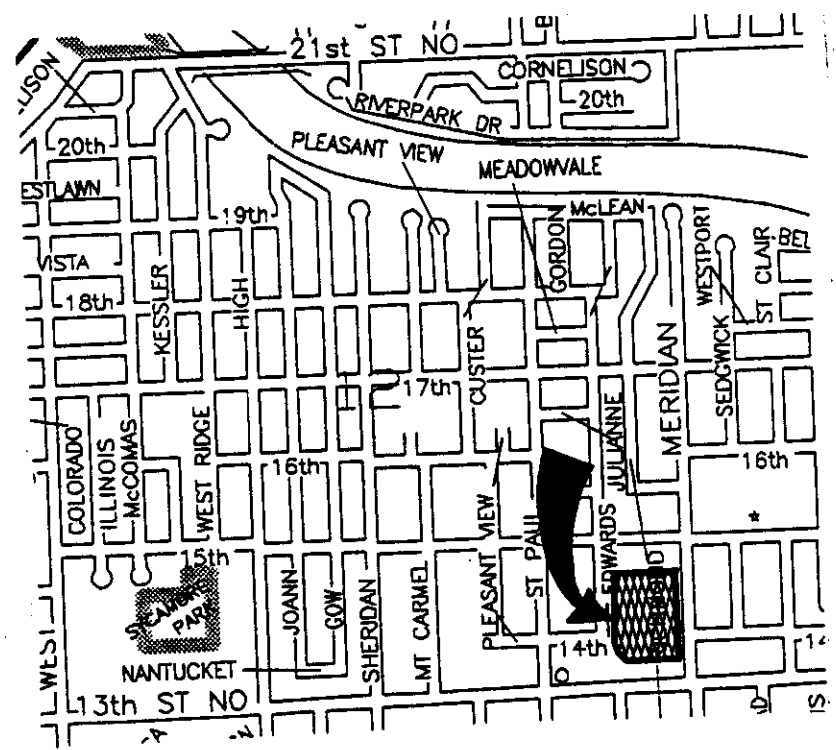 21st ST NO
CORNELISON
20th
RIVERPARK DR
PLEASANT VIEW
MEADOWVALE
20th
19th
McLEAN
GORDON
WESTPORT
ST CLAIR
VISTA
18th
KESSLER
HIGH
CUSTER
MERIDIAN
SEDGWICK
17th
JULIANNE
COLORADO
ILLINOIS
McCOMAS
WEST RIDGE
16th
16th
*
PLEASANT VIEW
ST PAUL
EDWARDS
15th
JOANN
GOW
SHERIDAN
MT CARMEL
PARK
14th
WEST
NANTUCKET
13th ST NO